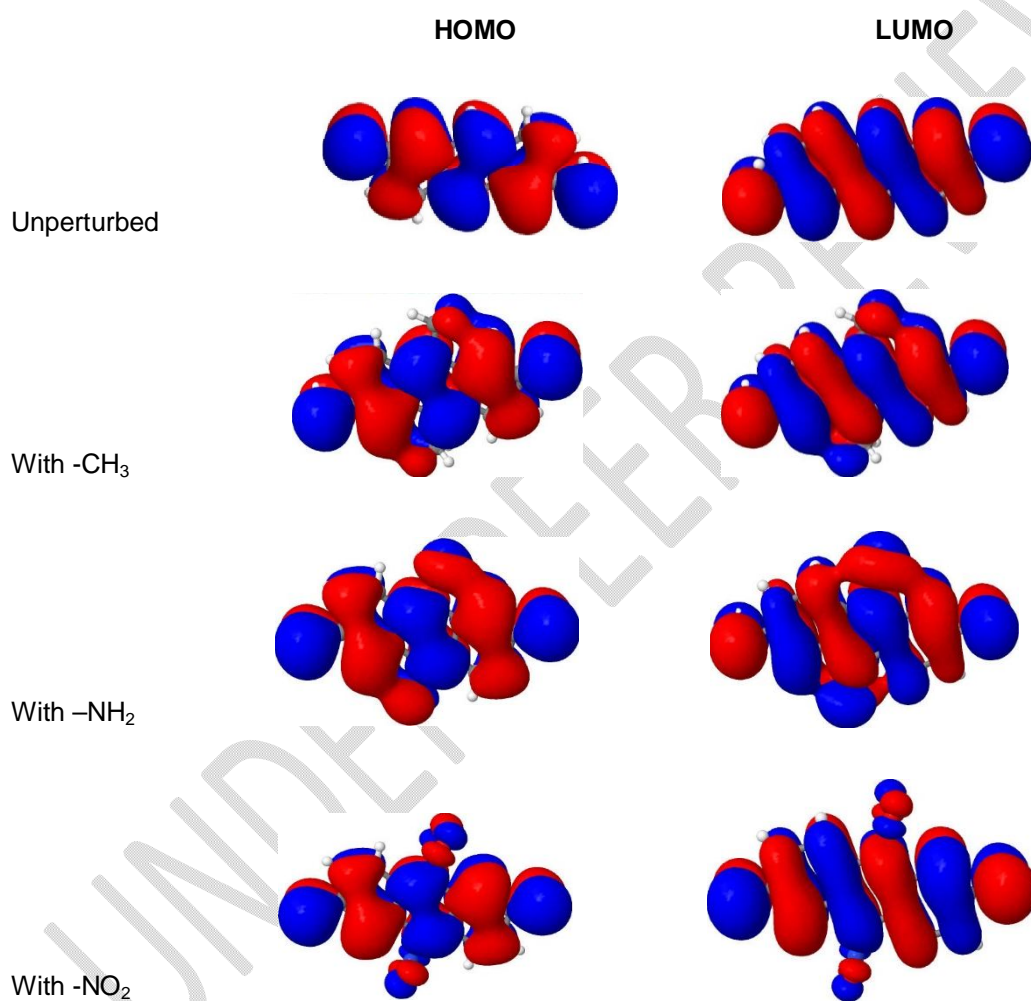 HOMO LUMO
Unperturbed
With -CH₃
With –NH₂
With -NO₂